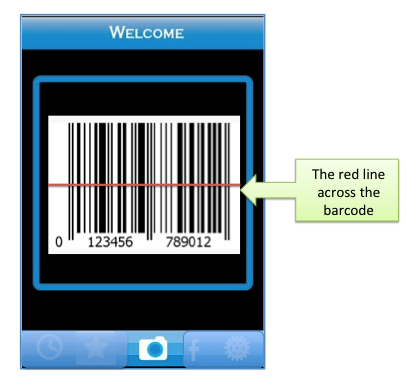 WELCOME
The red line
across the
barcode
0 123456 789012
f